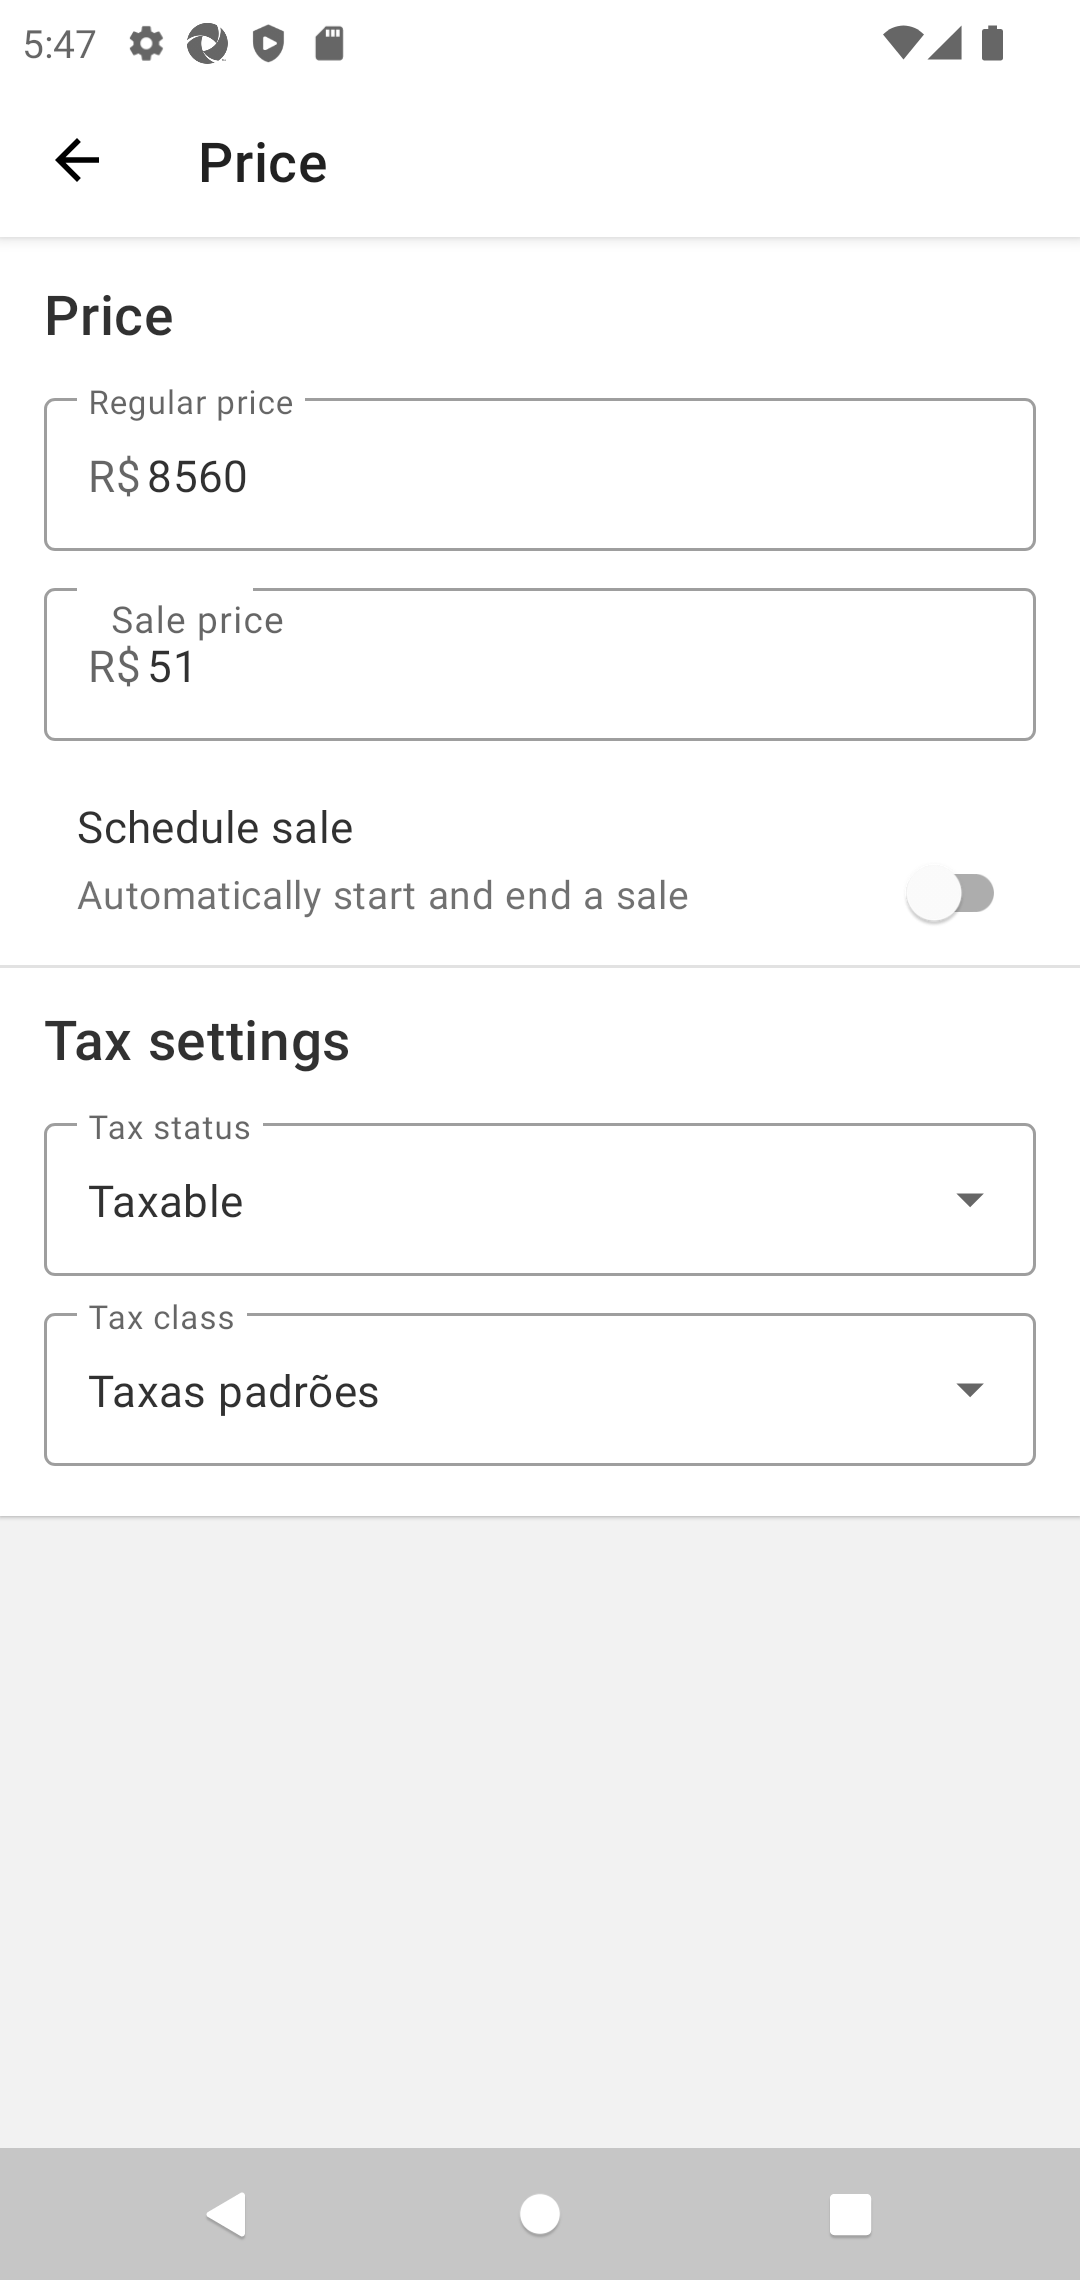 5:47
Price
Price
Regular price
R$ 8560
Sale price
R$ 51
Schedule sale
Automatically start and end a sale
Tax settings
Tax status
Taxable
Tax class
Taxas padrões